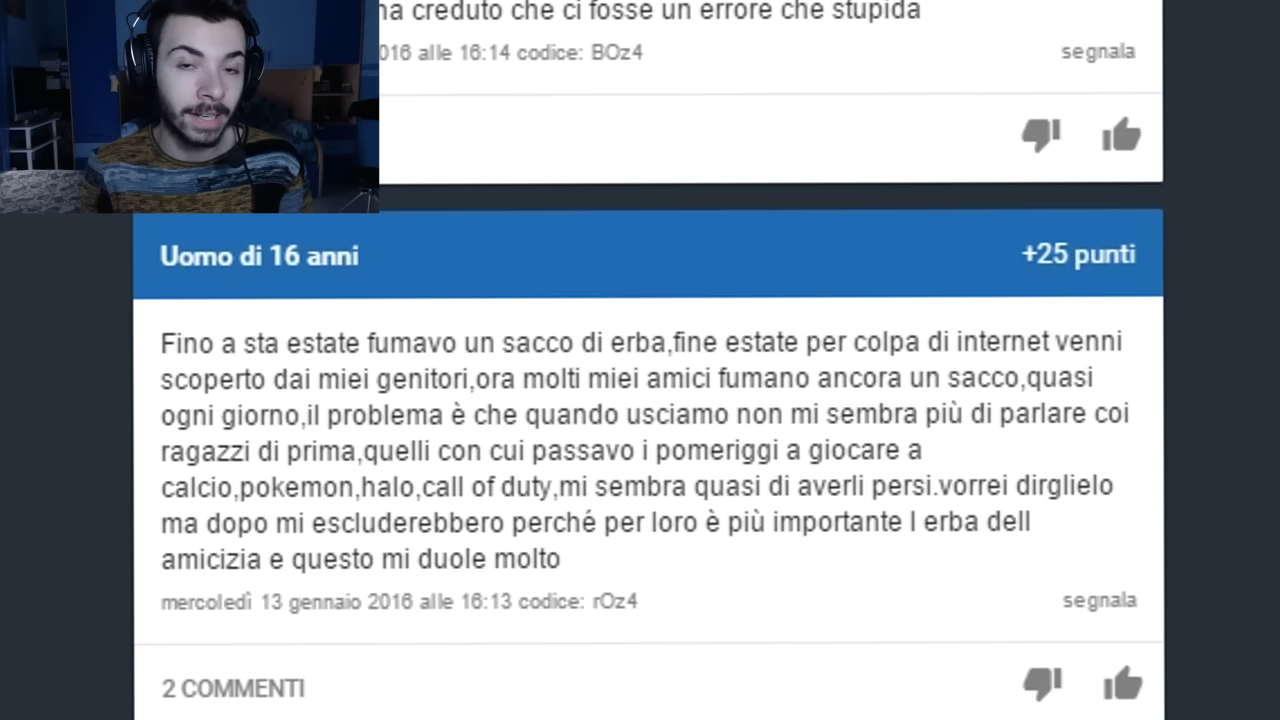 ha creduto che ci fosse un errore che stupida
016 alle 16:14 codice: BOz4 segnala
Uomo di 16 anni +25 punti
Fino a sta estate fumavo un sacco di erba,fine estate per colpa di internet venni
scoperto dai miei genitori,ora molti miei amici fumano ancora un sacco,quasi
ogni giorno,il problema è che quando usciamo non mi sembra più di parlare coi
ragazzi di prima,quelli con cui passavo i pomeriggi a giocare a
calcio,pokemon,halo,call of duty,mi sembra quasi di averli persi.vorrei dirglielo
ma dopo mi escluderebbero perché per loro è più importante l erba dell
amicizia e questo mi duole molto
mercoledì 13 gennaio 2016 alle 16:13 codice: rOz4 segnala
2 COMMENTI